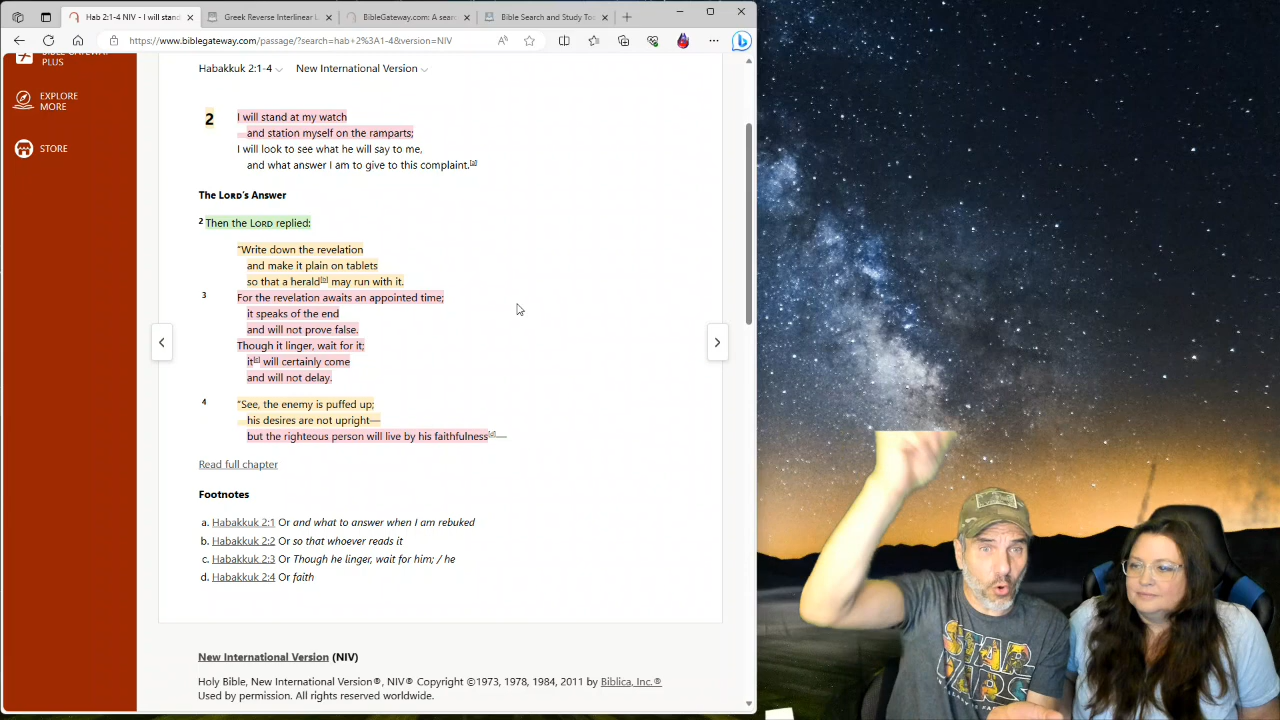 Hab 2:1-4 NIV - I will stand
Greek Reverse Interlinear
BibleGateway.com: A sear
Bible Search and Study Too
https://www.biblegateway.com/passage/?search=hab+2%3A1-4&version=NIV
BIBLE GATEWAY
PLUS
EXPLORE
MORE
STORE
Habakkuk 2:1-4 New International Version
2 I will stand at my watch
and station myself on the ramparts;
I will look to see what he will say to me,
and what answer I am to give to this complaint.[a]
The LORD's Answer
2 Then the LORD replied:
“Write down the revelation
and make it plain on tablets
so that a herald[b] may run with it.
3 For the revelation awaits an appointed time;
it speaks of the end
and will not prove false.
Though it linger, wait for it;
it[c] will certainly come
and will not delay.
4 “See, the enemy is puffed up;
his desires are not upright—
but the righteous person will live by his faithfulness[d]—
Read full chapter
Footnotes
a. Habakkuk 2:1 Or and what to answer when I am rebuked
b. Habakkuk 2:2 Or so that whoever reads it
c. Habakkuk 2:3 Or Though he linger, wait for him; / he
d. Habakkuk 2:4 Or faith
New International Version (NIV)
Holy Bible, New International Version®, NIV® Copyright ©1973, 1978, 1984, 2011 by Biblica, Inc.®
Used by permission. All rights reserved worldwide.
STAR
WARS